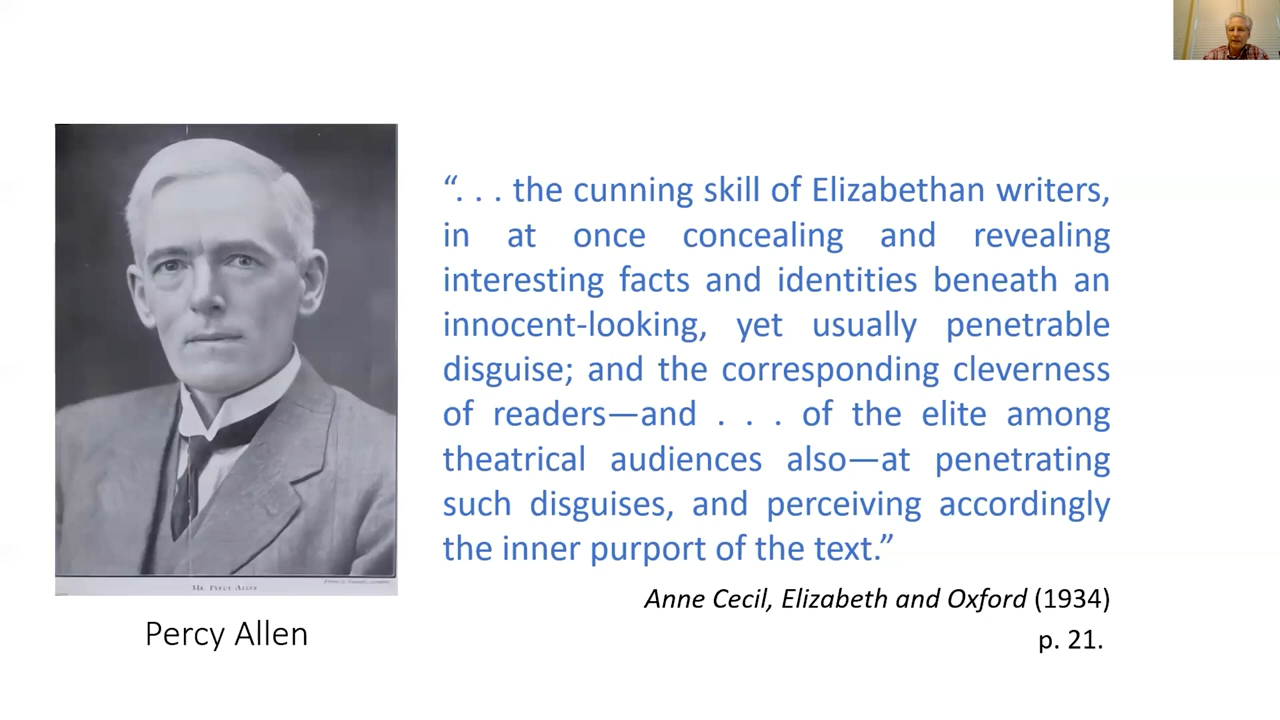 “. . . the cunning skill of Elizabethan writers,
in at once concealing and revealing
interesting facts and identities beneath an
innocent-looking, yet usually penetrable
disguise; and the corresponding cleverness
of readers—and . . . of the elite among
theatrical audiences also—at penetrating
such disguises, and perceiving accordingly
the inner purport of the text.”
Anne Cecil, Elizabeth and Oxford (1934)
p. 21.
Mr. Percy Allen
Percy Allen